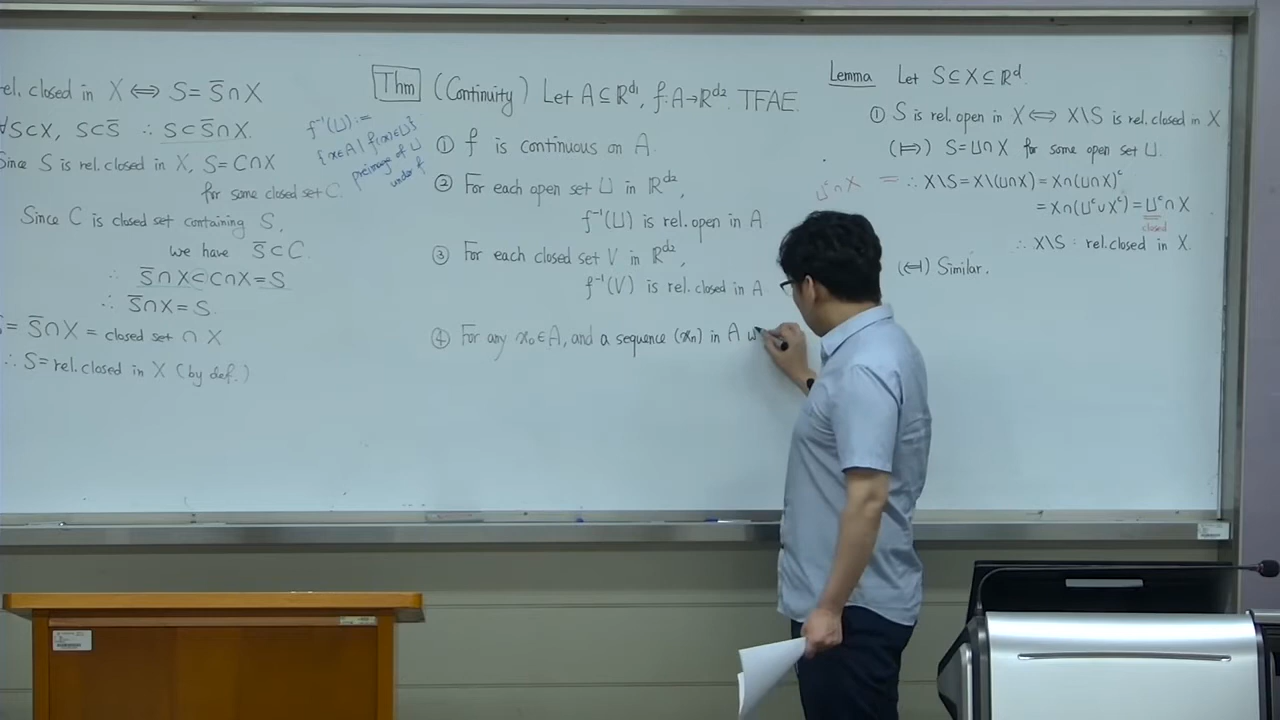 rel. closed in X ⟺ S = S̅∩X
∀S⊂X, S⊂S̅ ∴ S⊂S̅∩X.
Since S is rel. closed in X, S = C∩X
for some closed set C.
Since C is closed set containing S,
we have S̅⊂C.
∴ S̅∩X⊂C∩X=S
∴ S̅∩X=S.
= S̅∩X = closed set ∩ X
∴ S = rel. closed in X (by def.)
f⁻¹(U) :=
{x∈A | f(x)∈U}
preimage of U
under f
Thm (Continuity) Let A⊆ℝ^d1, f:A→ℝ^d2. TFAE.
① f is continuous on A.
② For each open set U in ℝ^d2,
f⁻¹(U) is rel. open in A
③ For each closed set V in ℝ^d2,
f⁻¹(V) is rel. closed in A
④ For any x₀∈A, and a sequence (xₙ) in A w
Lemma Let S⊆X⊆ℝ^d.
① S is rel. open in X ⟺ X\S is rel. closed in X
(⟹) S=U∩X for some open set U.
U^c∩X = ∴ X\S = X\(U∩X) = X∩(U∩X)^c
= X∩(U^c∪X^c) = U^c∩X
closed
∴ X\S : rel. closed in X.
(⟸) Similar.